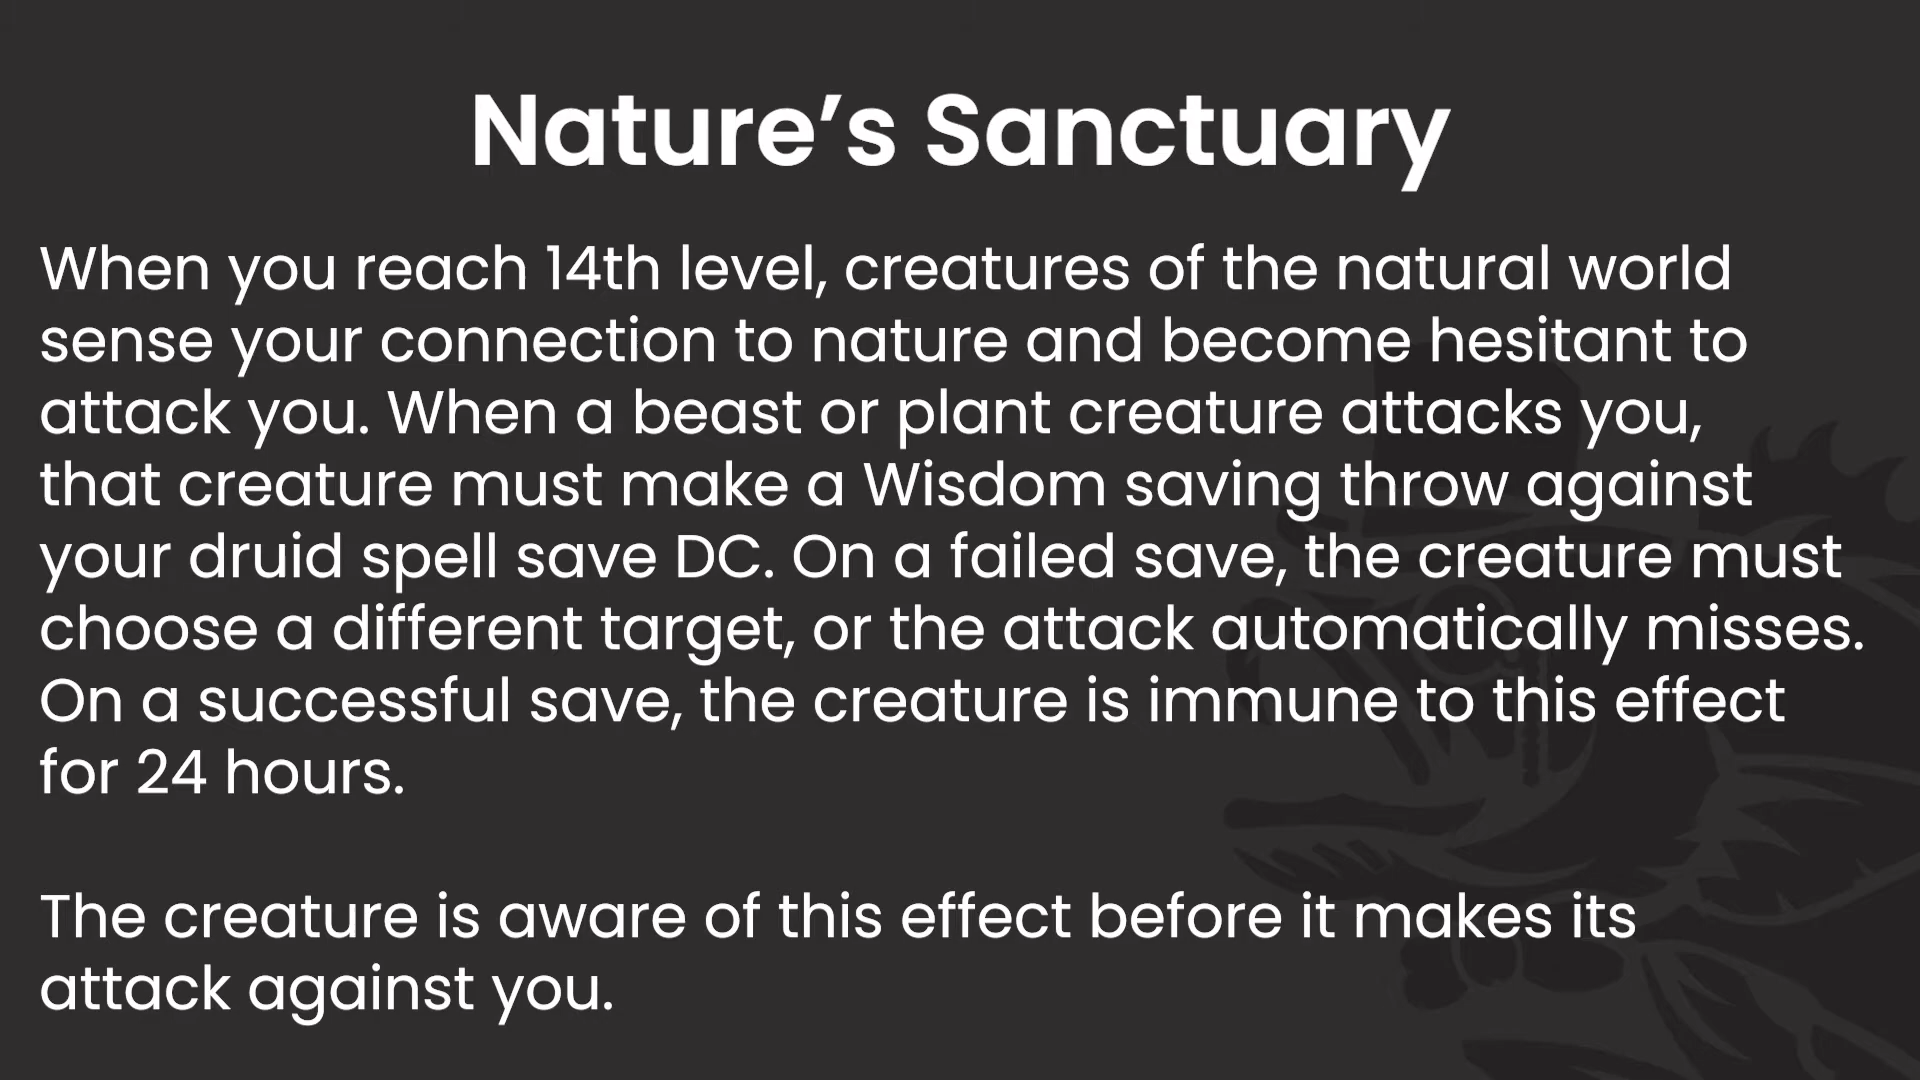 Nature’s Sanctuary
When you reach 14th level, creatures of the natural world
sense your connection to nature and become hesitant to
attack you. When a beast or plant creature attacks you,
that creature must make a Wisdom saving throw against
your druid spell save DC. On a failed save, the creature must
choose a different target, or the attack automatically misses.
On a successful save, the creature is immune to this effect
for 24 hours.
The creature is aware of this effect before it makes its
attack against you.